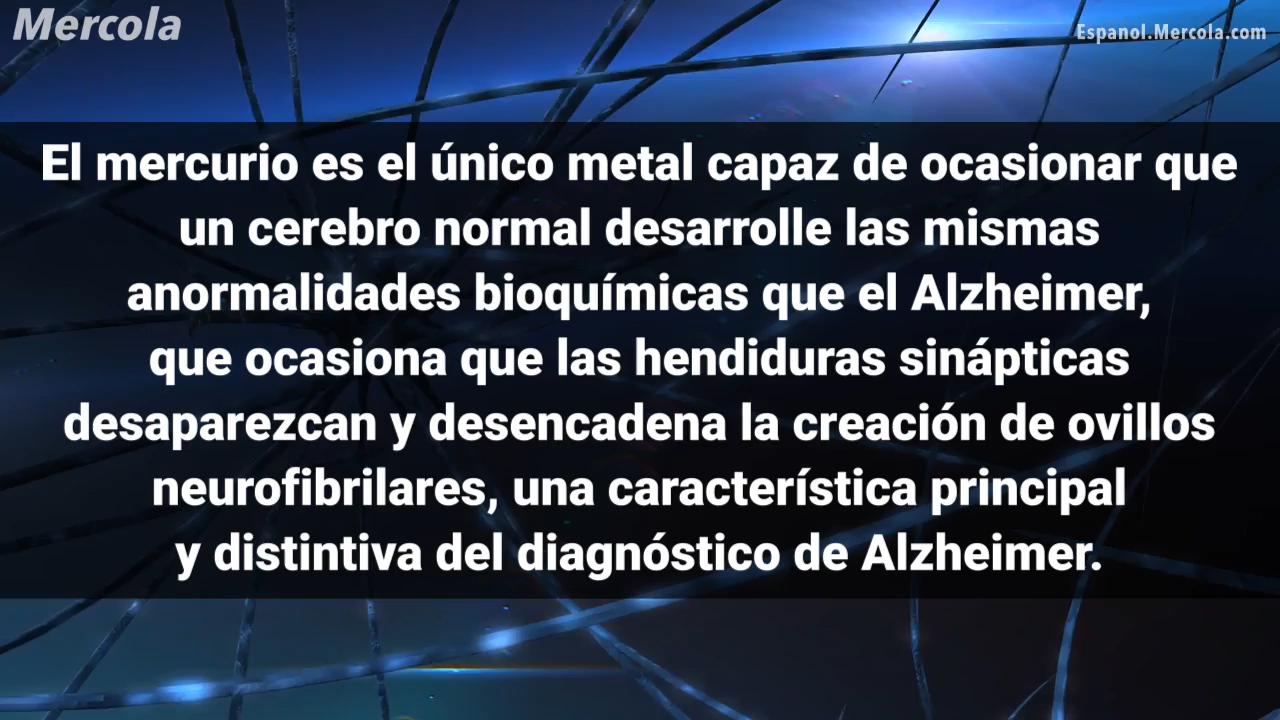 Mercola
Espanol.Mercola.com
El mercurio es el único metal capaz de ocasionar que
un cerebro normal desarrolle las mismas
anormalidades bioquímicas que el Alzheimer,
que ocasiona que las hendiduras sinápticas
desaparezcan y desencadena la creación de ovillos
neurofibrilares, una característica principal
y distintiva del diagnóstico de Alzheimer.